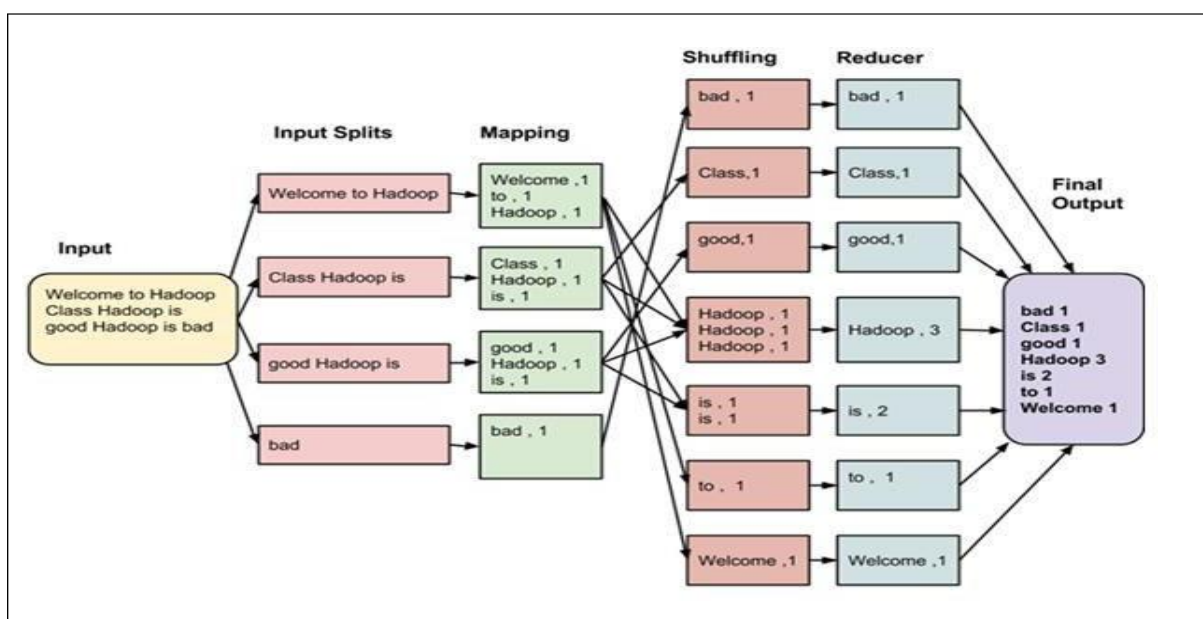 Shuffling
Reducer
Input Splits
Mapping
Final
Output
Input
Welcome to Hadoop
Class Hadoop is
good Hadoop is bad
Welcome to Hadoop
Class Hadoop is
good Hadoop is
bad
Welcome ,1
to , 1
Hadoop , 1
Class , 1
Hadoop , 1
is , 1
good , 1
Hadoop , 1
is , 1
bad , 1
bad , 1
Class,1
good,1
Hadoop , 1
Hadoop , 1
Hadoop , 1
is , 1
is , 1
to , 1
Welcome ,1
bad , 1
Class,1
good,1
Hadoop , 3
is , 2
to , 1
Welcome ,1
bad 1
Class 1
good 1
Hadoop 3
is 2
to 1
Welcome 1